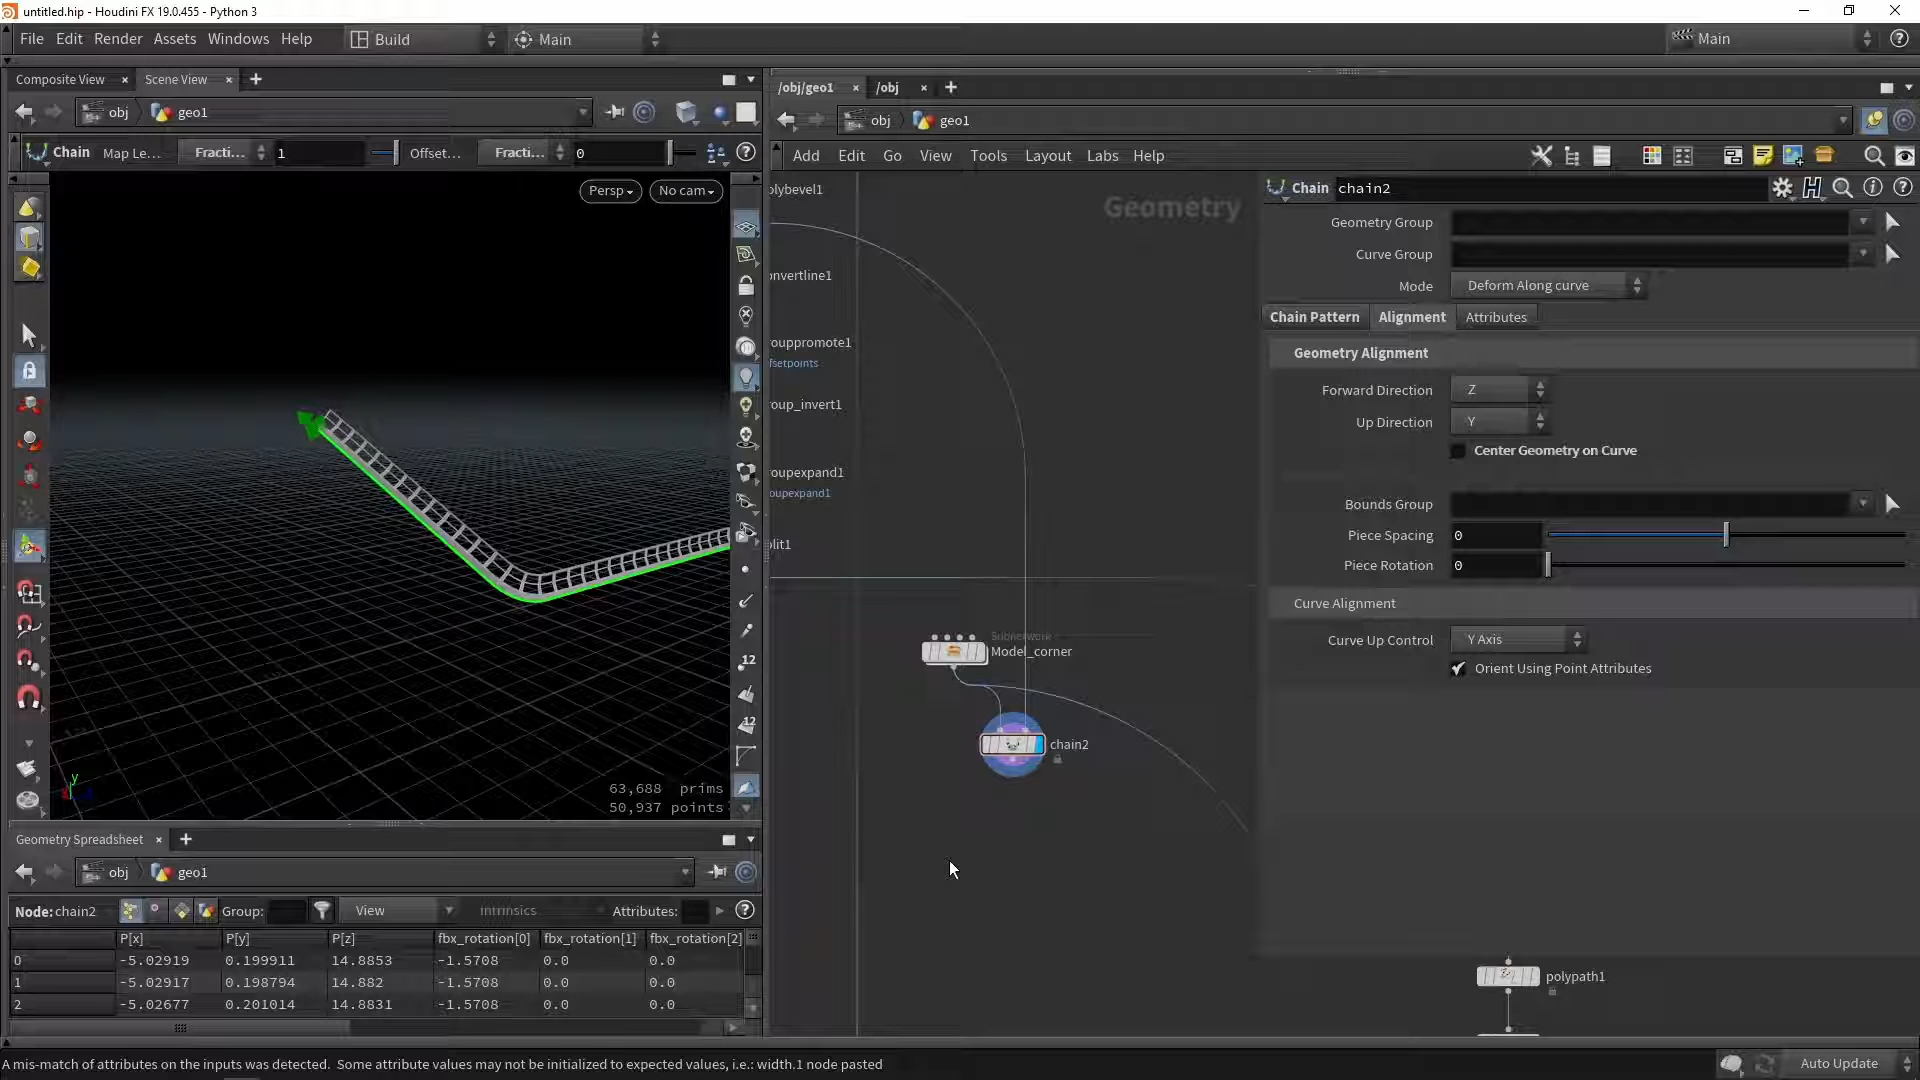 untitled.hip - Houdini FX 19.0.455 - Python 3
File Edit Render Assets Windows Help Build Main Main
Composite View × Scene View × +
obj geo1
Chain Map Le... Fracti... 1 Offset... Fracti... 0
Persp No cam
63,688 prims
50,937 points
y
12
12
Geometry Spreadsheet × +
obj geo1
Node: chain2 Group: View Intrinsics Attributes:
P[x] P[y] P[z] fbx_rotation[0] fbx_rotation[1] fbx_rotation[2]
0 -5.02919 0.199911 14.8853 -1.5708 0.0 0.0
1 -5.02917 0.198794 14.882 -1.5708 0.0 0.0
2 -5.02677 0.201014 14.8831 -1.5708 0.0 0.0
/obj/geo1 × /obj × +
obj geo1
Add Edit Go View Tools Layout Labs Help
olybevel1
Geometry
onvertline1
rouppromote1
fsetpoints
roup_invert1
roupexpand1
oupexpand1
lit1
Subnetwork
Model_corner
chain2
polypath1
Chain chain2
Geometry Group
Curve Group
Mode Deform Along curve
Chain Pattern Alignment Attributes
Geometry Alignment
Forward Direction Z
Up Direction Y
Center Geometry on Curve
Bounds Group
Piece Spacing 0
Piece Rotation 0
Curve Alignment
Curve Up Control Y Axis
Orient Using Point Attributes
A mis-match of attributes on the inputs was detected. Some attribute values may not be initialized to expected values, i.e.: width.1 node pasted
Auto Update